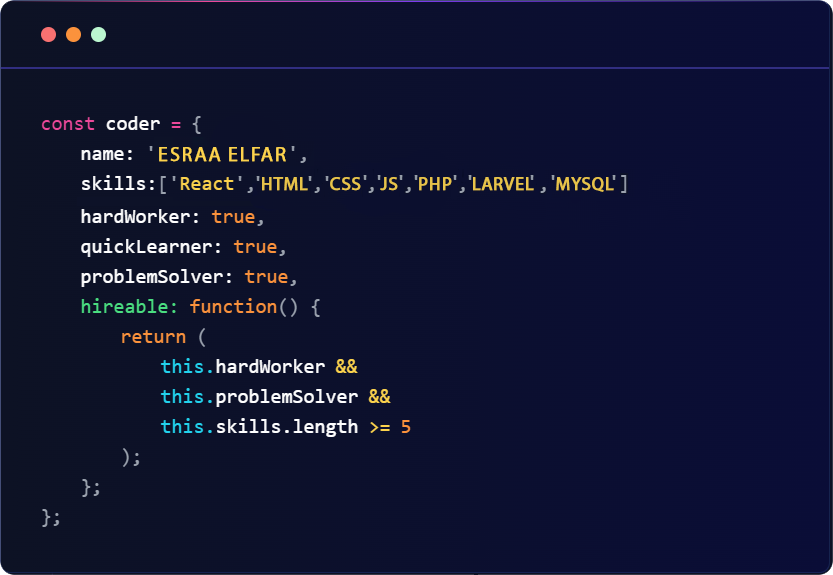 const coder = {
    name: 'ESRAA ELFAR',
    skills:['React','HTML','CSS','JS','PHP','LARVEL','MYSQL']
    hardWorker: true,
    quickLearner: true,
    problemSolver: true,
    hireable: function() {
        return (
            this.hardWorker &&
            this.problemSolver &&
            this.skills.length >= 5
        );
    };
};